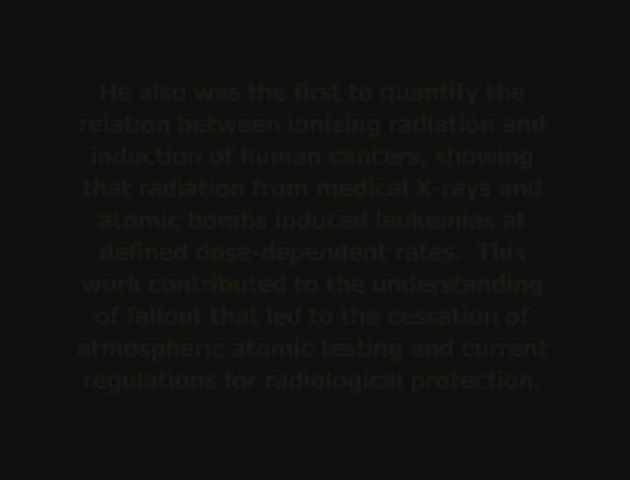 He also was the first to quantify the
relation between ionizing radiation and
induction of human cancers, showing
that radiation from medical X-rays and
atomic bombs induced leukemias at
defined dose-dependent rates.  This
work contributed to the understanding
of fallout that led to the cessation of
atmospheric atomic testing and current
regulations for radiological protection.